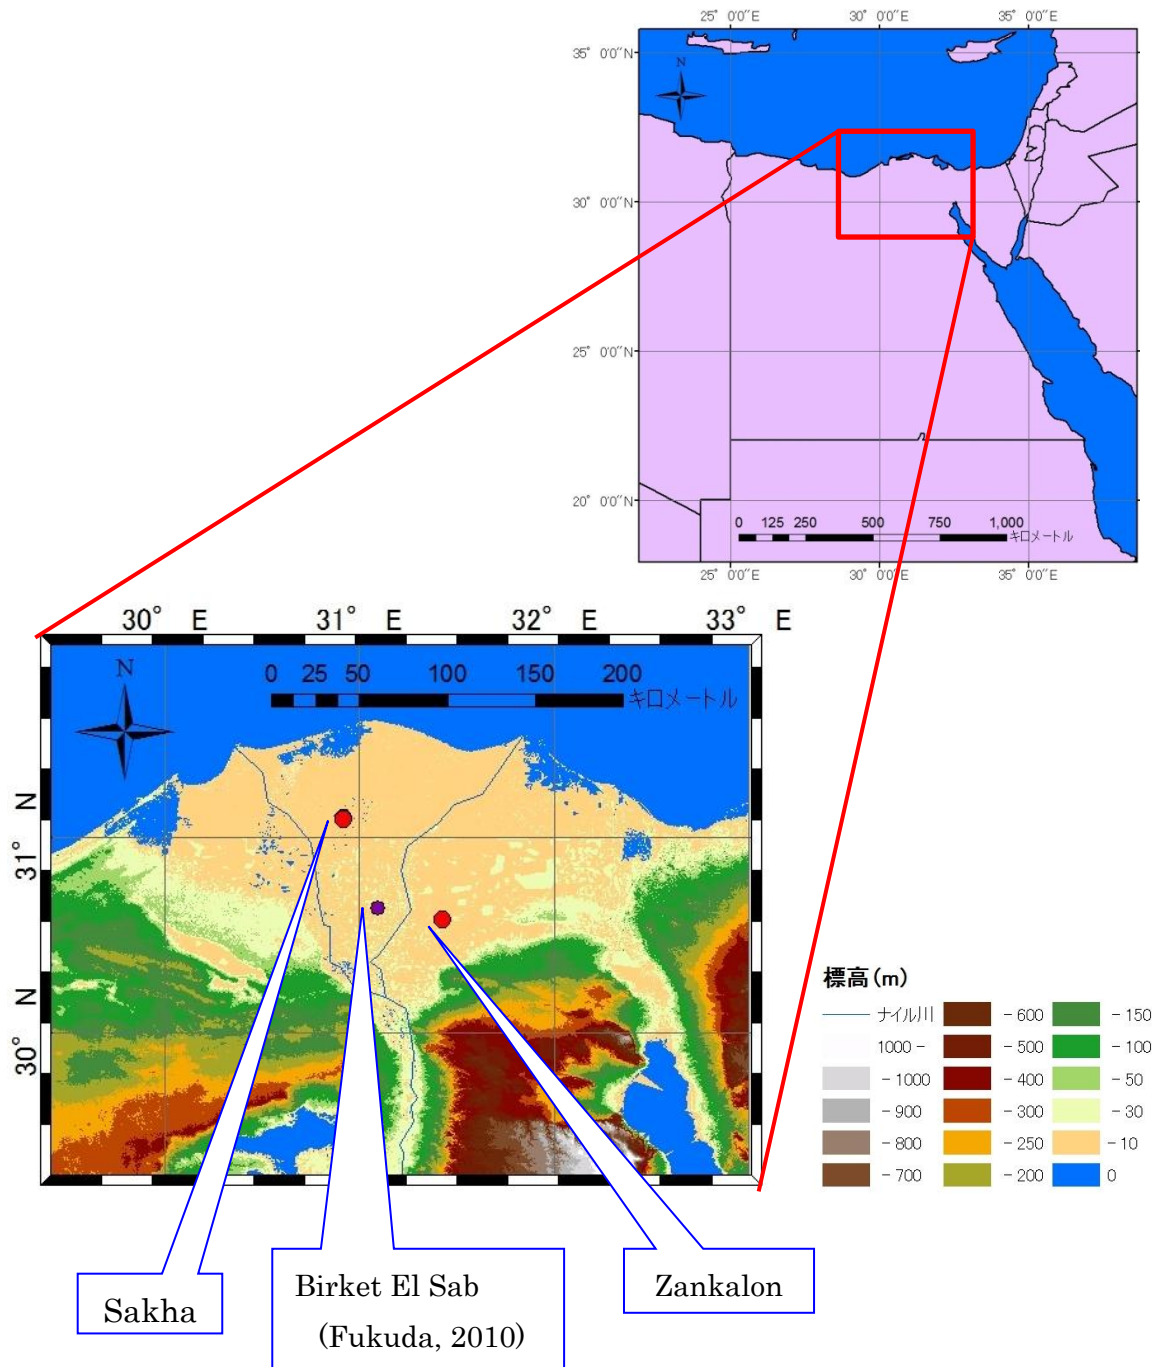 25° 0'0"E 30° 0'0"E 35° 0'0"E
35° 0'0"N
N
30° 0'0"N
25° 0'0"N
20° 0'0"N
0 125 250 500 750 1,000
キロメートル
25° 0'0"E 30° 0'0"E 35° 0'0"E
30° E 31° E 32° E 33° E
N
0 25 50 100 150 200
キロメートル
31° N
30° N
標高(m)
ナイル川 - 600 - 150
1000 - - 500 - 100
- 1000 - 400 - 50
- 900 - 300 - 30
- 800 - 250 - 10
- 700 - 200 0
Sakha
Birket El Sab
(Fukuda, 2010)
Zankalon